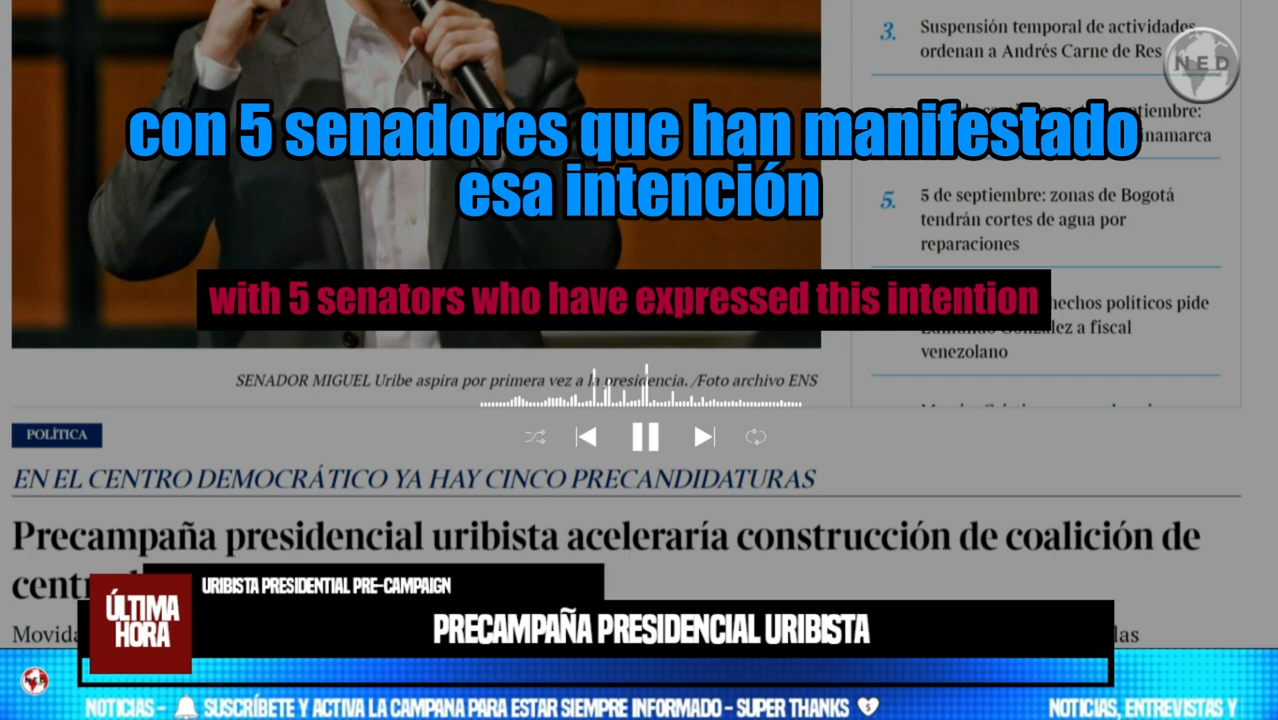 3. Suspensión temporal de actividades
ordenan a Andrés Carne de Res
NED
con 5 senadores que han manifestado
esa intención
5. 5 de septiembre: zonas de Bogotá
tendrán cortes de agua por
reparaciones
with 5 senators who have expressed this intention
hechos políticos pide
Edmundo González a fiscal
venezolano
SENADOR MIGUEL Uribe aspira por primera vez a la presidencia. /Foto archivo ENS
POLÍTICA
EN EL CENTRO DEMOCRÁTICO YA HAY CINCO PRECANDIDATURAS
Precampaña presidencial uribista aceleraría construcción de coalición de
URIBISTA PRESIDENTIAL PRE-CAMPAIGN
ÚLTIMA
HORA
PRECAMPAÑA PRESIDENCIAL URIBISTA
NOTICIAS - SUSCRÍBETE Y ACTIVA LA CAMPANA PARA ESTAR SIEMPRE INFORMADO - SUPER THANKS NOTICIAS, ENTREVISTAS Y